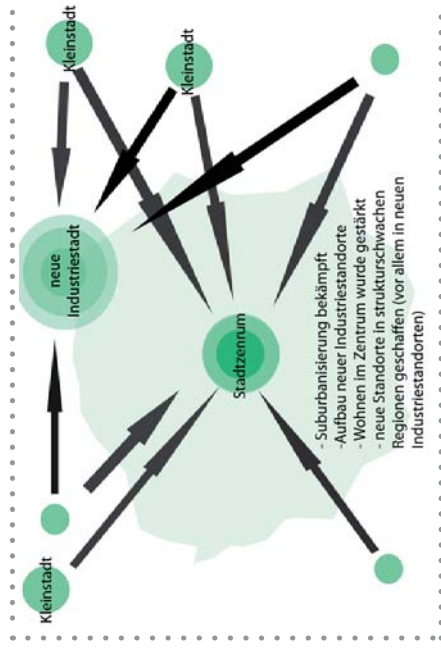 Kleinstadt
Kleinstadt
Kleinstadt
neue
Industriestadt
Stadtzenrum
- Suburbanisierung bekämpft
-Aufbau neuer Industriestandorte
- Wohnen im Zentrum wurde gestärkt
- neue Standorte in strukturschwachen
Regionen geschaffen (vor allem in neuen
Industriestandorten)